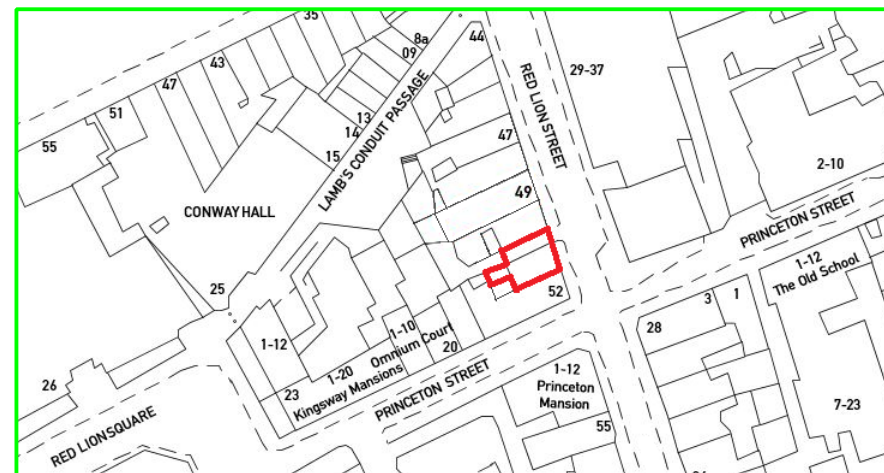 35
8a
09
44
43
47
51
55
13
14
15
LAMB'S CONDUIT PASSAGE
RED LION STREET
29-37
47
49
2-10
CONWAY HALL
PRINCETON STREET
1-12
The Old School
25
52
3
1
28
1-12
1-10
Omnium Court
20
1-20
Kingsway Mansions
23
PRINCETON STREET
1-12
Princeton
Mansion
26
RED LIONSQUARE
55
7-23